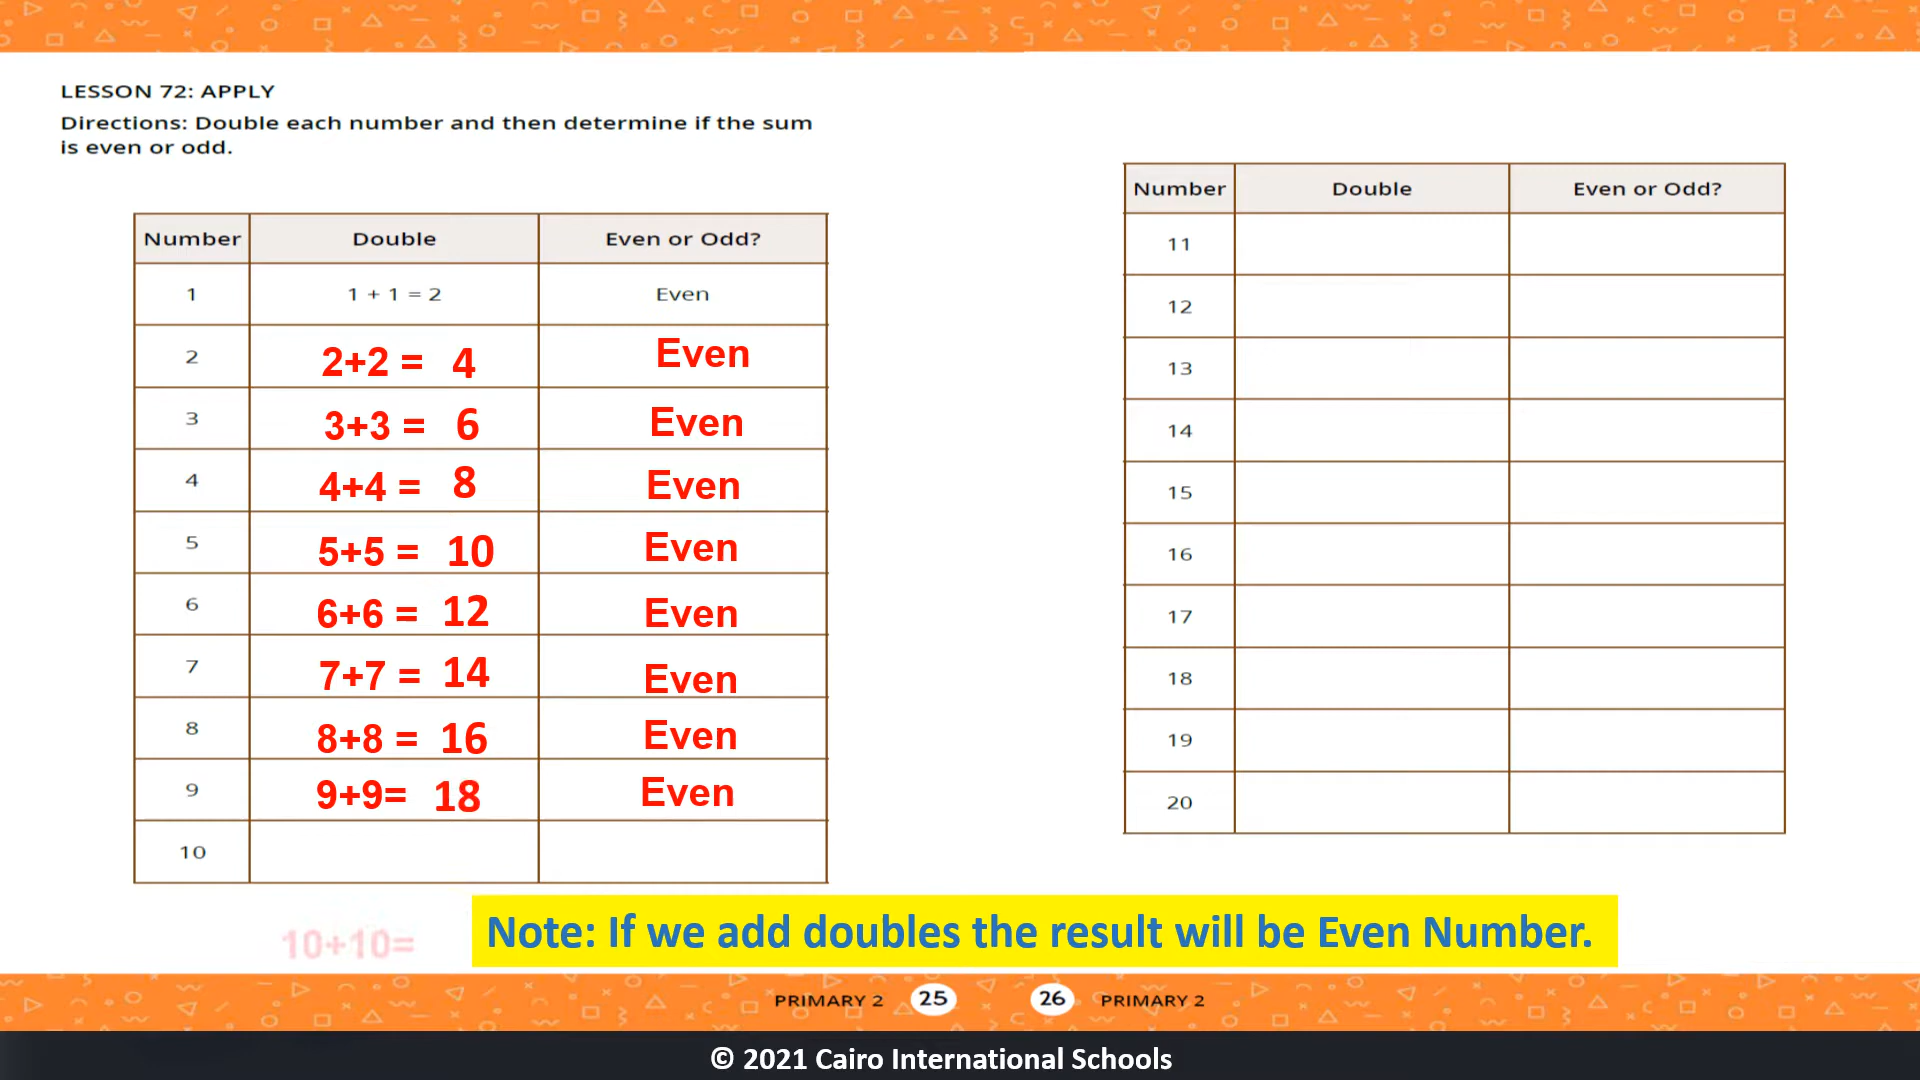 LESSON 72: APPLY
Directions: Double each number and then determine if the sum
is even or odd.
Number Double Even or Odd?
1 1 + 1 = 2 Even
2 2+2 = 4 Even
3 3+3 = 6 Even
4 4+4 = 8 Even
5 5+5 = 10 Even
6 6+6 = 12 Even
7 7+7 = 14 Even
8 8+8 = 16 Even
9 9+9= 18 Even
10
10+10=
Number Double Even or Odd?
11
12
13
14
15
16
17
18
19
20
Note: If we add doubles the result will be Even Number.
PRIMARY 2 25
26 PRIMARY 2
© 2021 Cairo International Schools